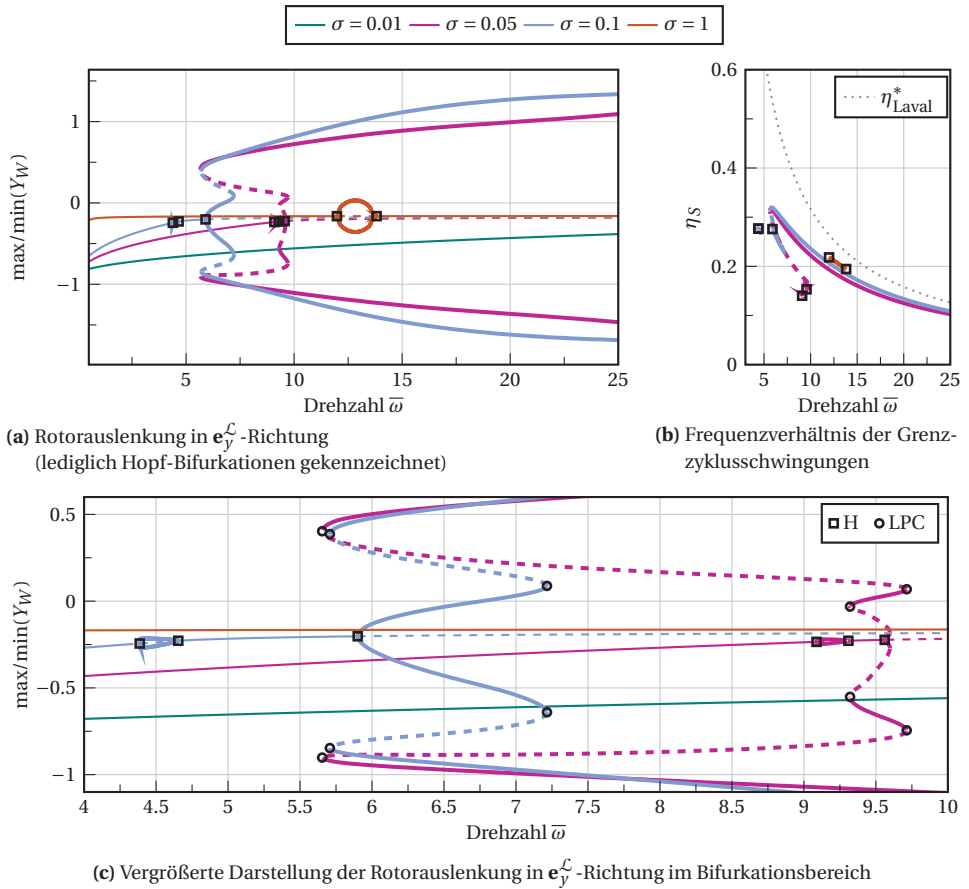 σ = 0.01 σ = 0.05 σ = 0.1 σ = 1
max/min(Y_W)
1
0
−1
5 10 15 20 25
Drehzahl ω̅
(a) Rotorauslenkung in e_y^ℒ-Richtung
(lediglich Hopf-Bifurkationen gekennzeichnet)
η_S
0.6
0.4
0.2
0
η*_Laval
5 10 15 20 25
Drehzahl ω̅
(b) Frequenzverhältnis der Grenz-
zyklusschwingungen
max/min(Y_W)
0.5
0
−0.5
−1
H LPC
4 4.5 5 5.5 6 6.5 7 7.5 8 8.5 9 9.5 10
Drehzahl ω̅
(c) Vergrößerte Darstellung der Rotorauslenkung in e_y^ℒ-Richtung im Bifurkationsbereich